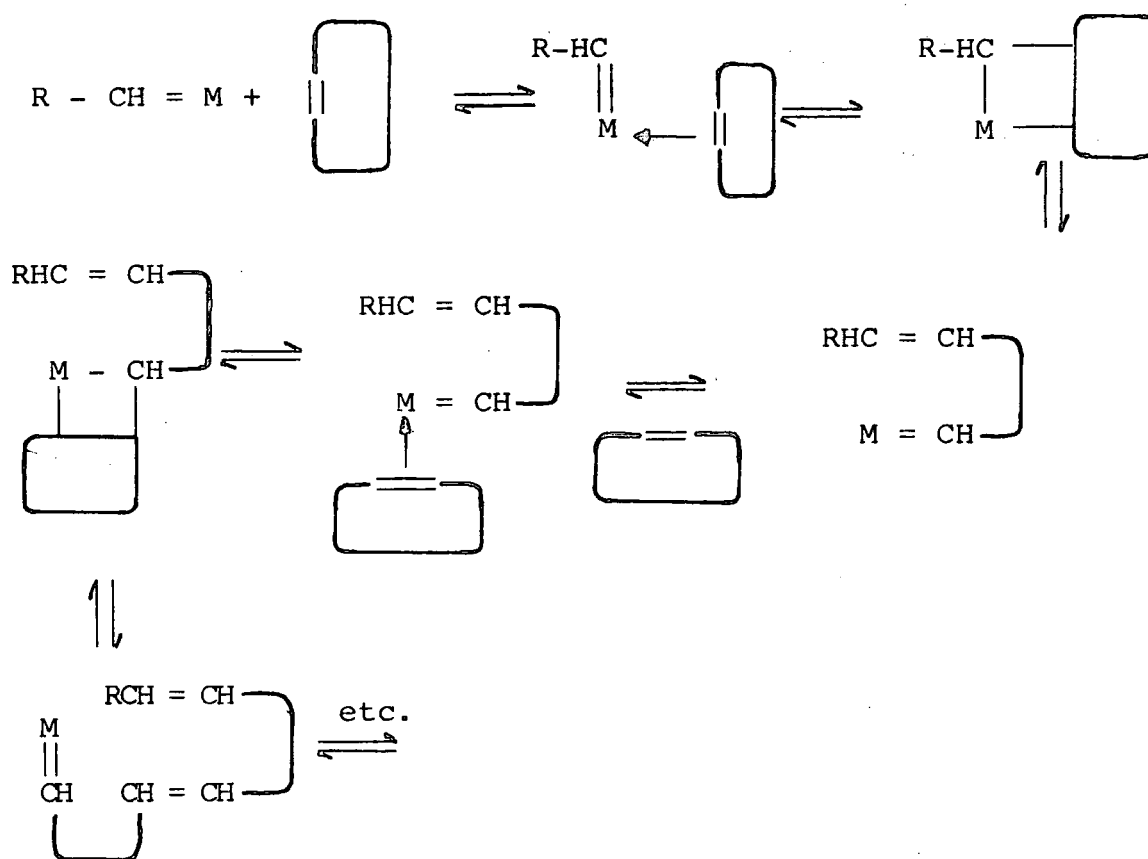 R - CH = M +
R-HC
M
R-HC
M
RHC = CH
M - CH
RHC = CH
M = CH
RHC = CH
M = CH
RCH = CH
M
CH CH = CH
etc.